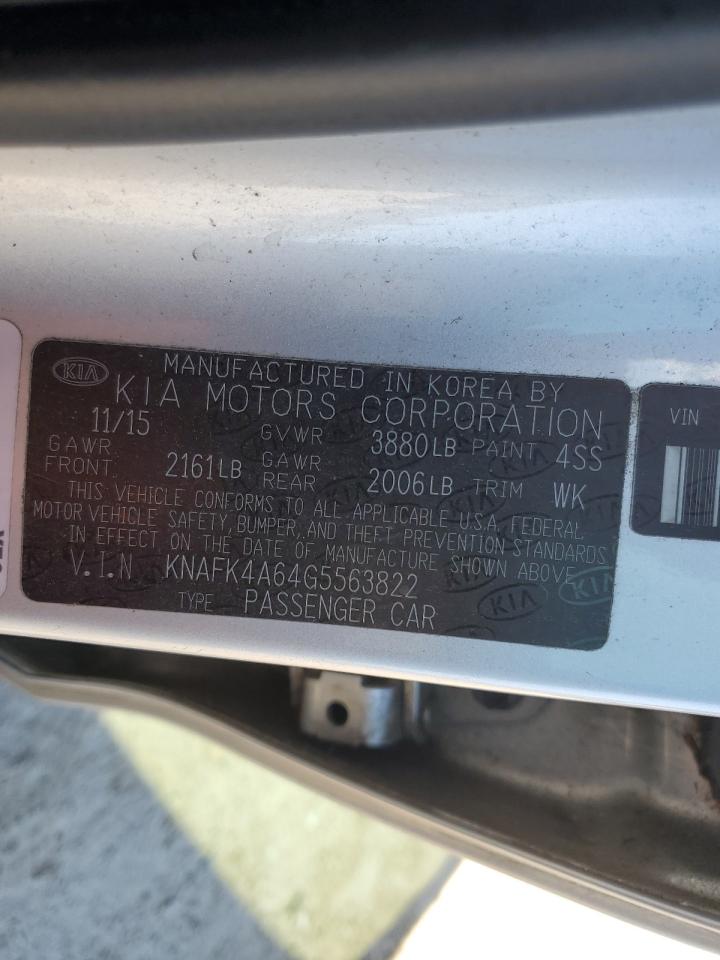 KIA
MANUFACTURED IN KOREA BY
KIA MOTORS CORPORATION
11/15 GVWR 3880LB PAINT 4SS
GAWR FRONT 2161LB GAWR REAR 2006LB TRIM WK
THIS VEHICLE CONFORMS TO ALL APPLICABLE U.S.A. FEDERAL
MOTOR VEHICLE SAFETY, BUMPER, AND THEFT PREVENTION STANDARDS
IN EFFECT ON THE DATE OF MANUFACTURE SHOWN ABOVE.
V.I.N KNAFK4A64G5563822
TYPE PASSENGER CAR
VIN